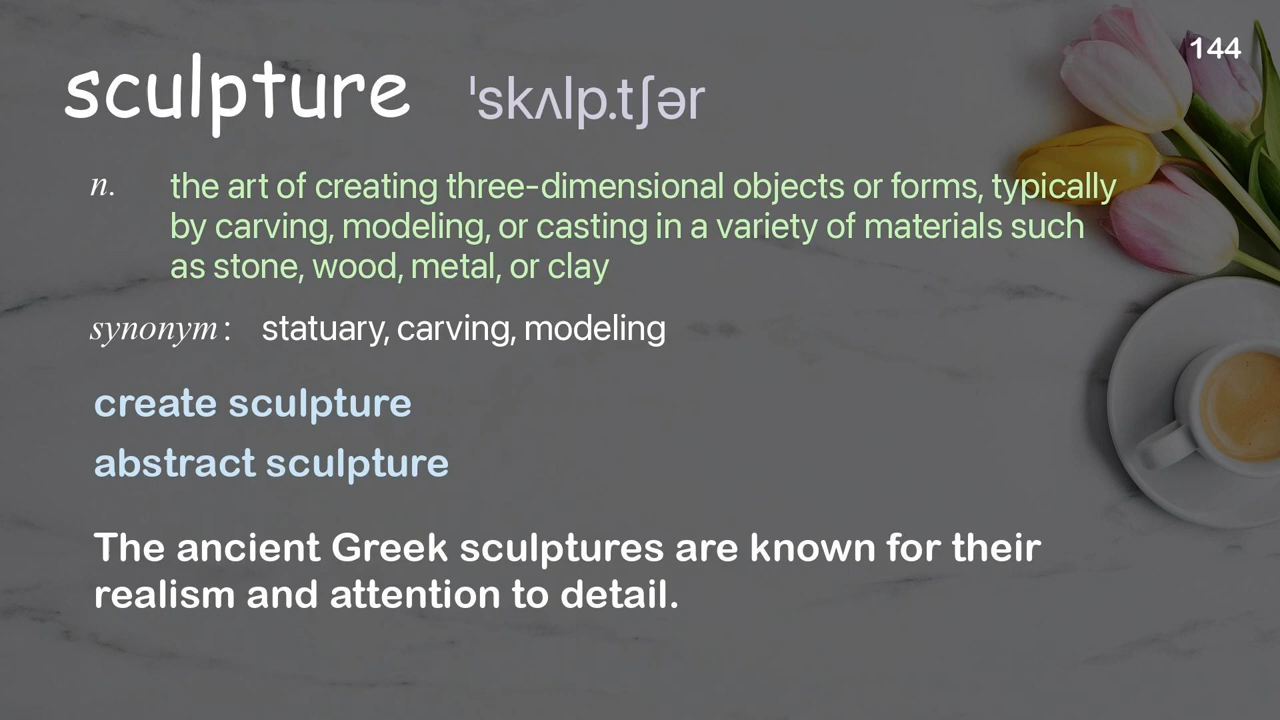 144
sculpture ˈskʌlp.tʃər
n. the art of creating three-dimensional objects or forms, typically
by carving, modeling, or casting in a variety of materials such
as stone, wood, metal, or clay
synonym: statuary, carving, modeling
create sculpture
abstract sculpture
The ancient Greek sculptures are known for their
realism and attention to detail.